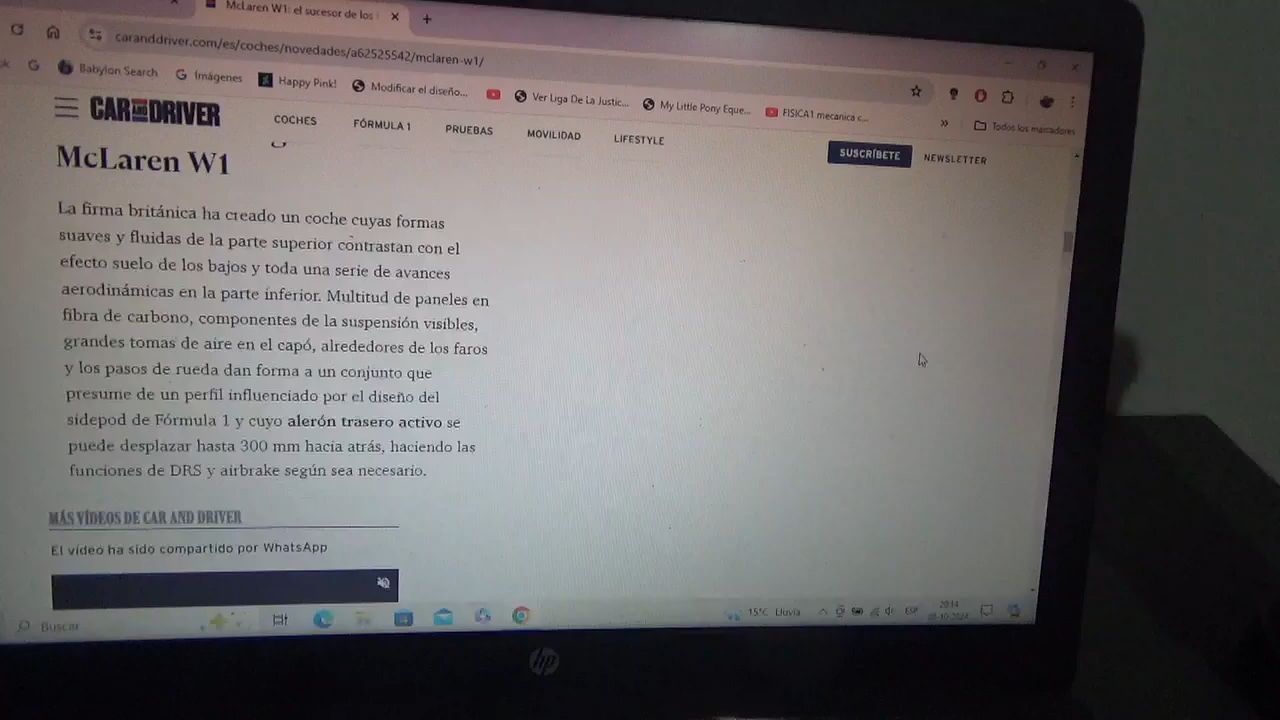 McLaren W1: el sucesor de los
caranddriver.com/es/coches/novedades/a62525542/mclaren-w1/
Babylon Search
Imágenes
Happy Pink!
Modificar el diseño...
Ver Liga De La Justic...
My Little Pony Eque...
FISICA1 mecanica c...
»
Todos los marcadores
CAR AND DRIVER
COCHES
FÓRMULA 1
PRUEBAS
MOVILIDAD
LIFESTYLE
SUSCRÍBETE
NEWSLETTER
McLaren W1
La firma británica ha creado un coche cuyas formas
suaves y fluidas de la parte superior contrastan con el
efecto suelo de los bajos y toda una serie de avances
aerodinámicas en la parte inferior. Multitud de paneles en
fibra de carbono, componentes de la suspensión visibles,
grandes tomas de aire en el capó, alrededores de los faros
y los pasos de rueda dan forma a un conjunto que
presume de un perfil influenciado por el diseño del
sidepod de Fórmula 1 y cuyo alerón trasero activo se
puede desplazar hasta 300 mm hacia atrás, haciendo las
funciones de DRS y airbrake según sea necesario.
MÁS VÍDEOS DE CAR AND DRIVER
El vídeo ha sido compartido por WhatsApp
Buscar
15°C Lluvia
ESP
20:14
hp